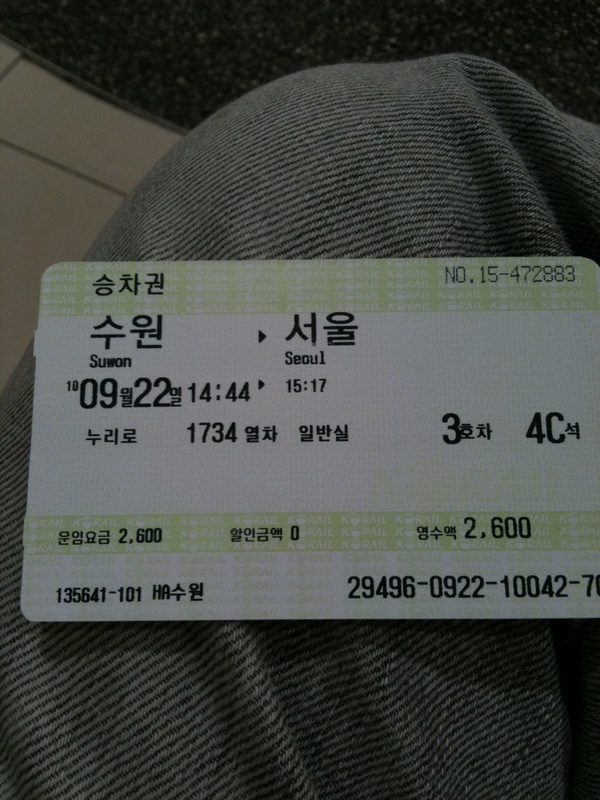 승차권 NO.15-472883
수원 ▸ 서울
Suwon Seoul
10 09월22일 14:44 ▸ 15:17
누리로 1734 열차 일반실 3호차 4C석
운임요금 2,600 할인금액 0 영수액 2,600
135641-101 HA수원 29496-0922-10042-70